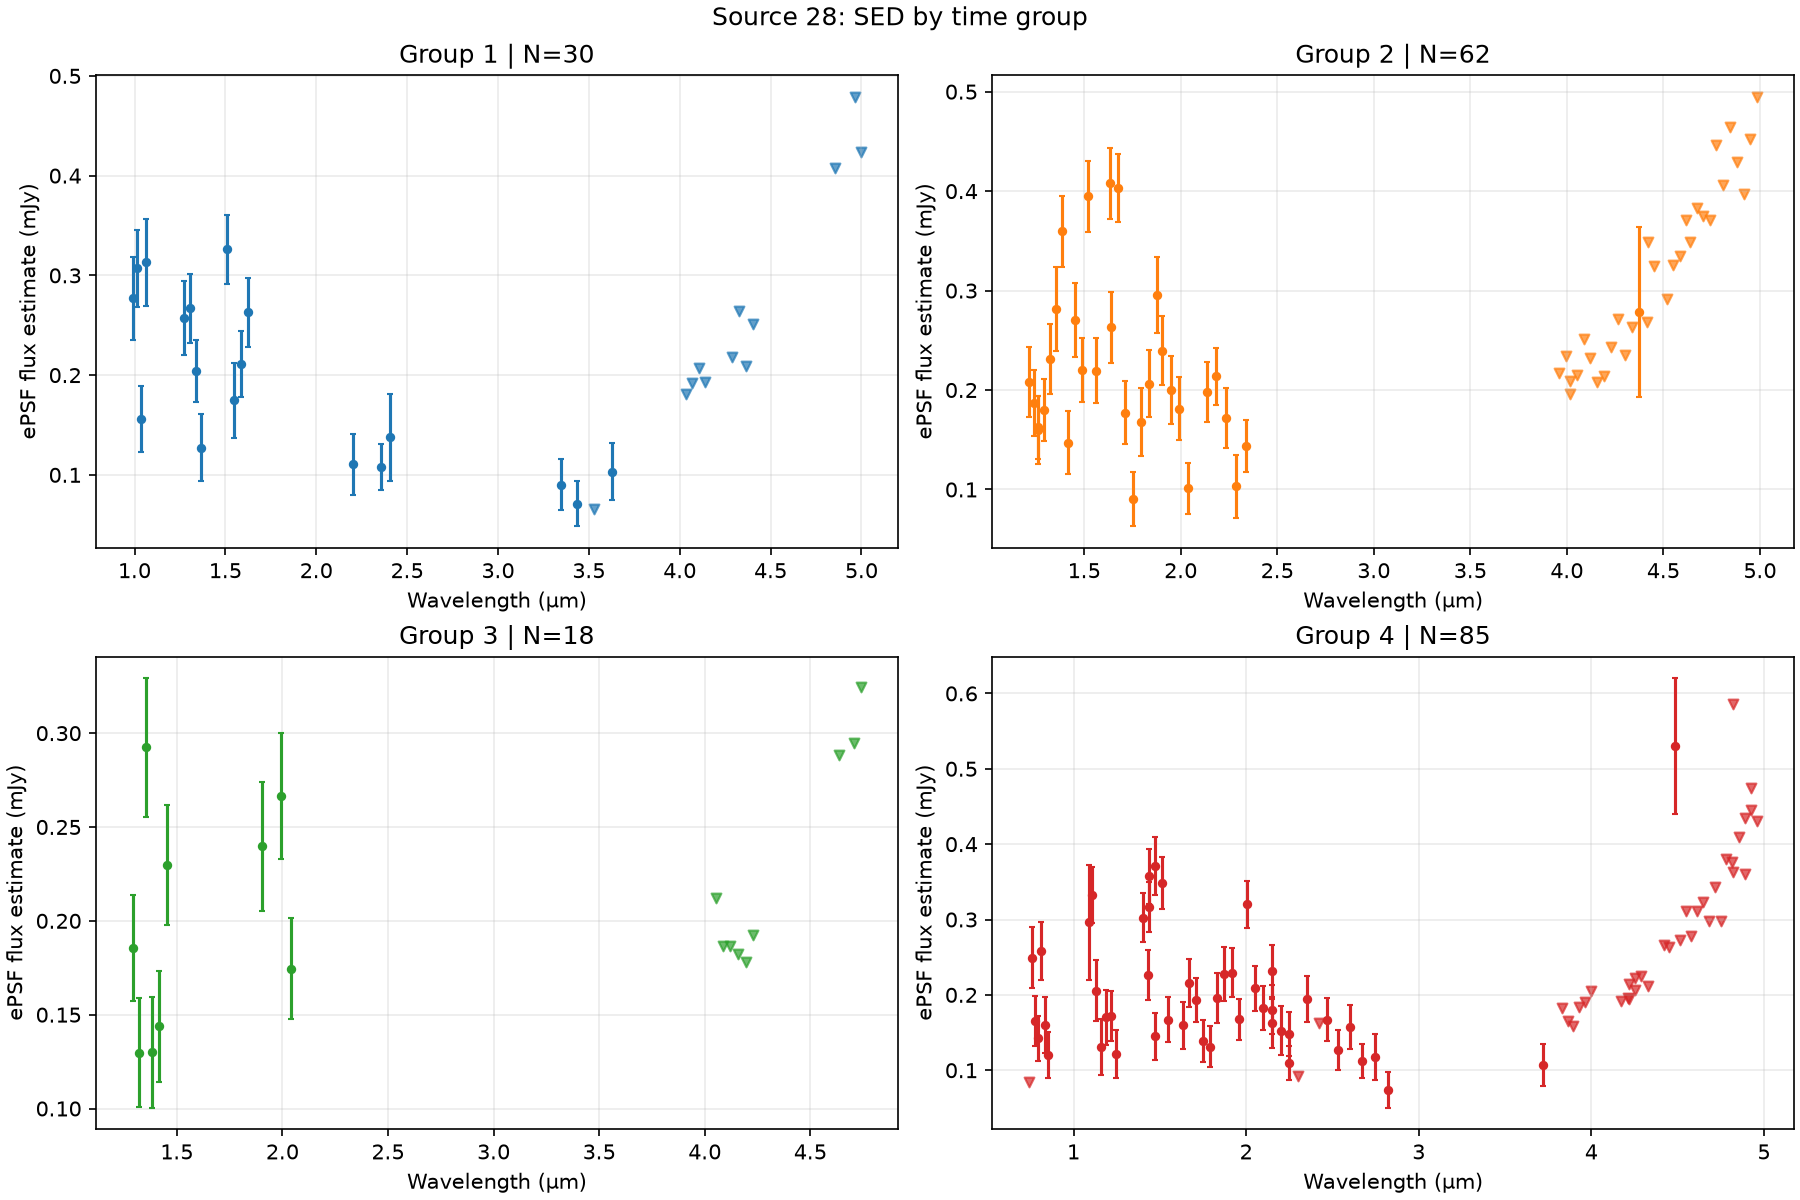 Source 28: SED by time group
Group 1 | N=30
0.5
0.4
0.3
0.2
0.1
ePSF flux estimate (mJy)
1.0 1.5 2.0 2.5 3.0 3.5 4.0 4.5 5.0
Wavelength (µm)
Group 2 | N=62
0.5
0.4
0.3
0.2
0.1
ePSF flux estimate (mJy)
1.5 2.0 2.5 3.0 3.5 4.0 4.5 5.0
Wavelength (µm)
Group 3 | N=18
0.30
0.25
0.20
0.15
0.10
ePSF flux estimate (mJy)
1.5 2.0 2.5 3.0 3.5 4.0 4.5
Wavelength (µm)
Group 4 | N=85
0.6
0.5
0.4
0.3
0.2
0.1
ePSF flux estimate (mJy)
1 2 3 4 5
Wavelength (µm)